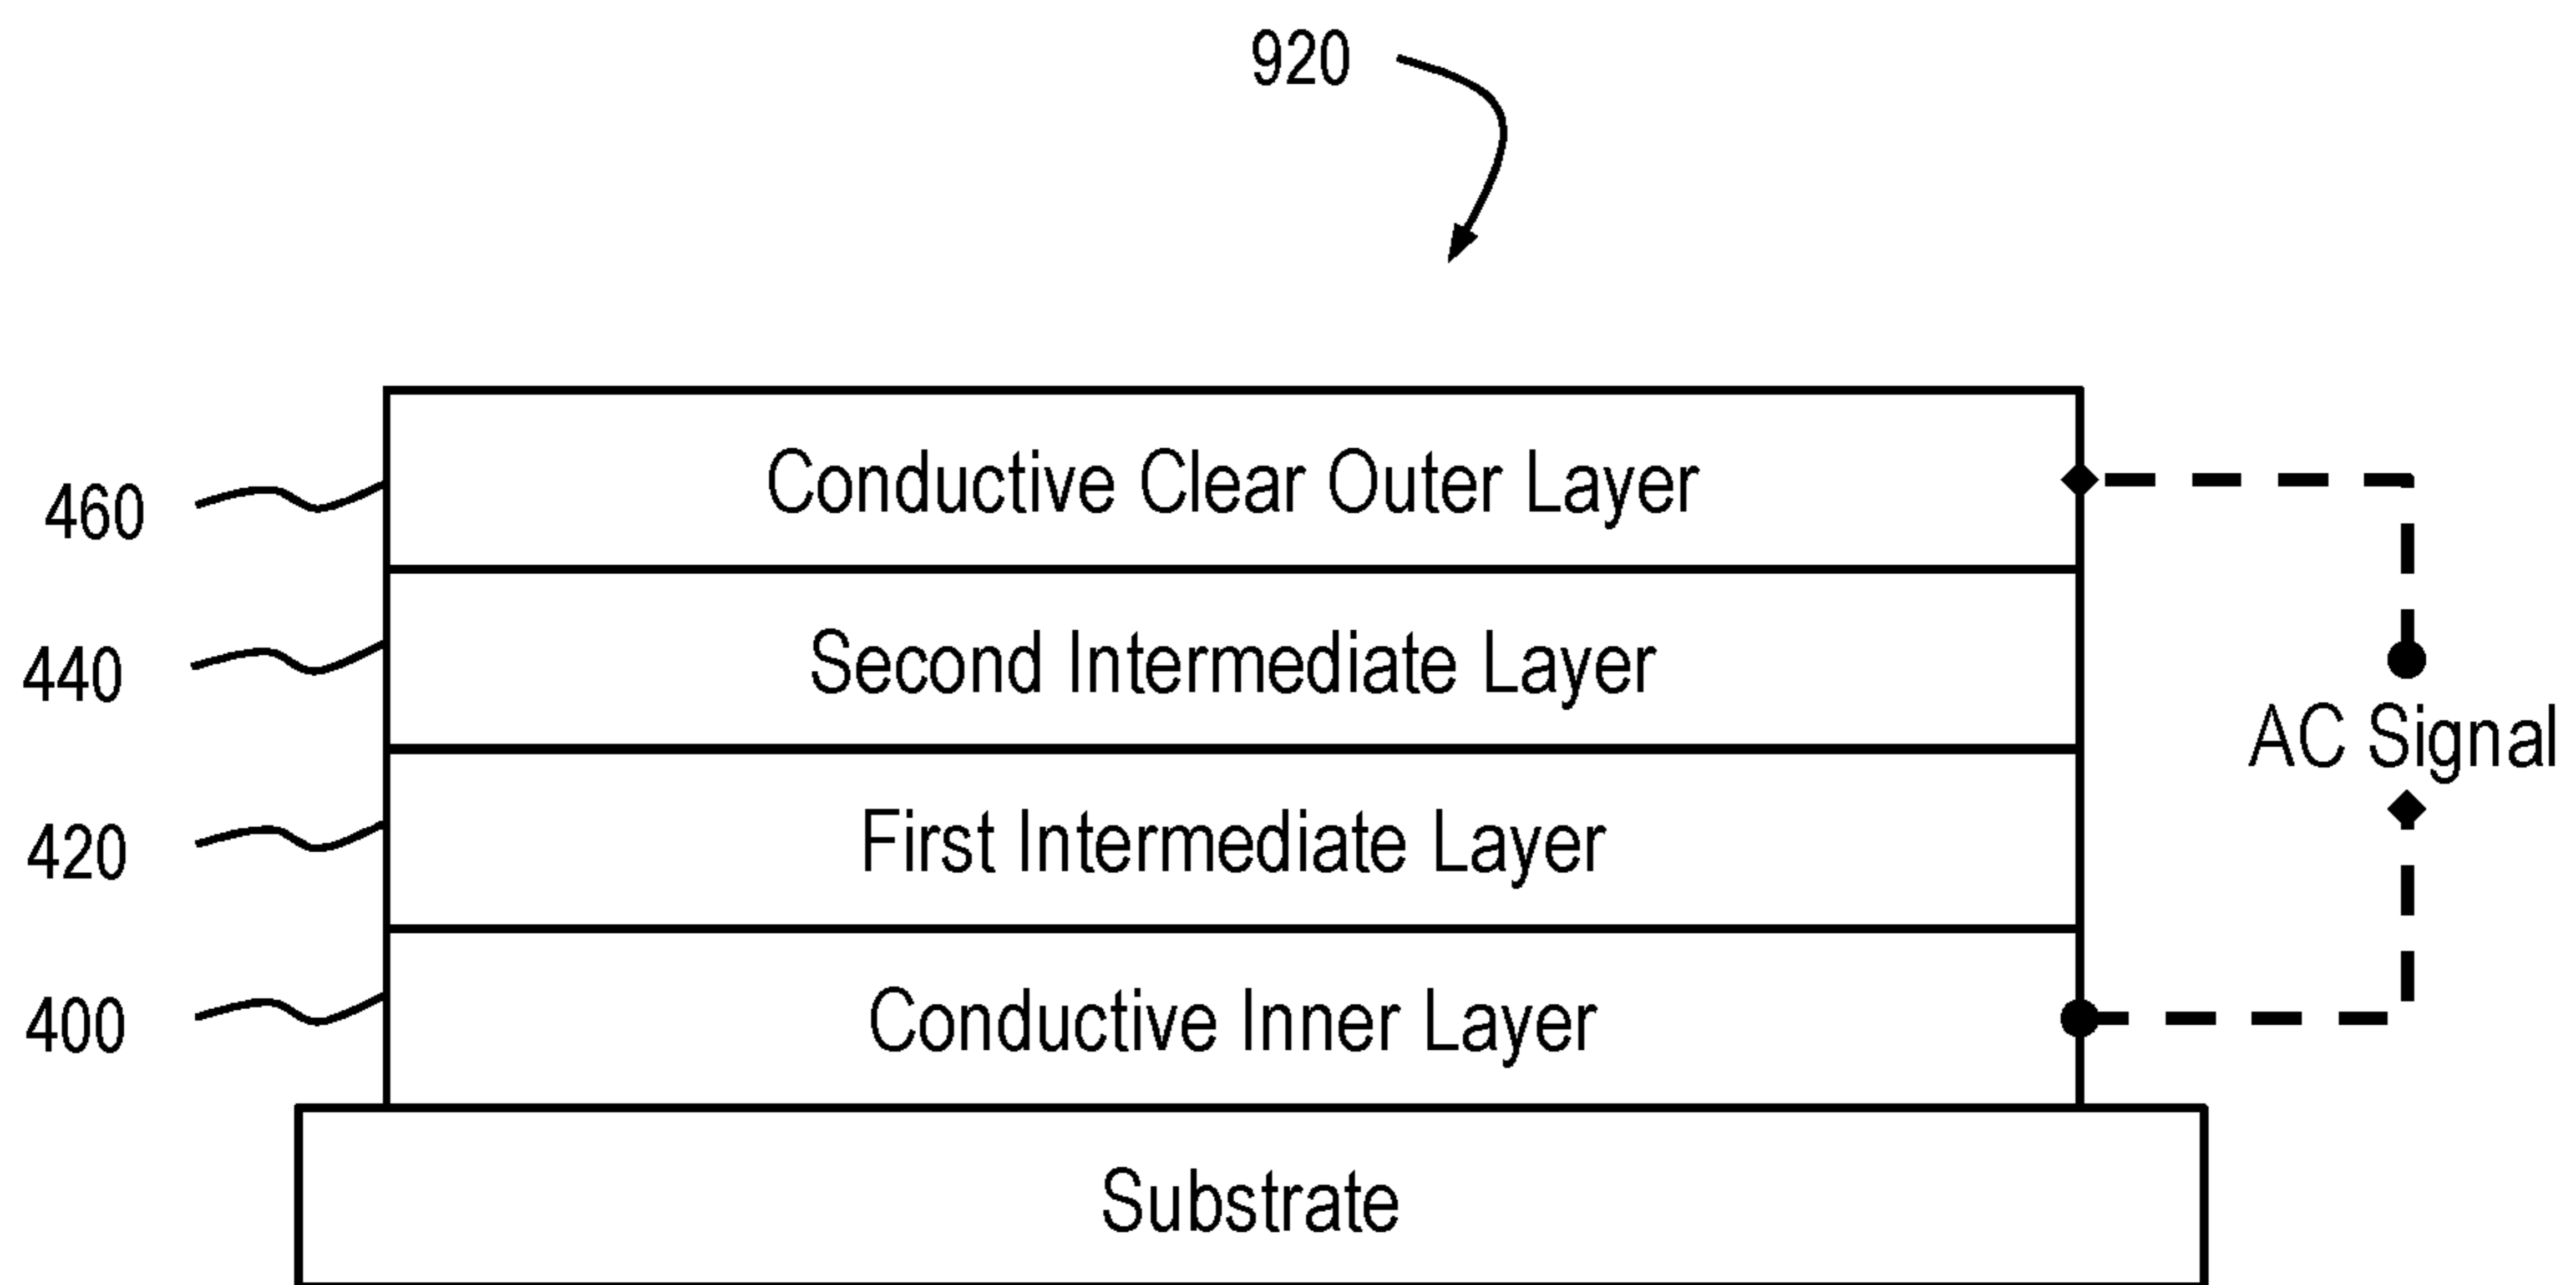 920
460
Conductive Clear Outer Layer
440
Second Intermediate Layer
AC Signal
420
First Intermediate Layer
400
Conductive Inner Layer
Substrate